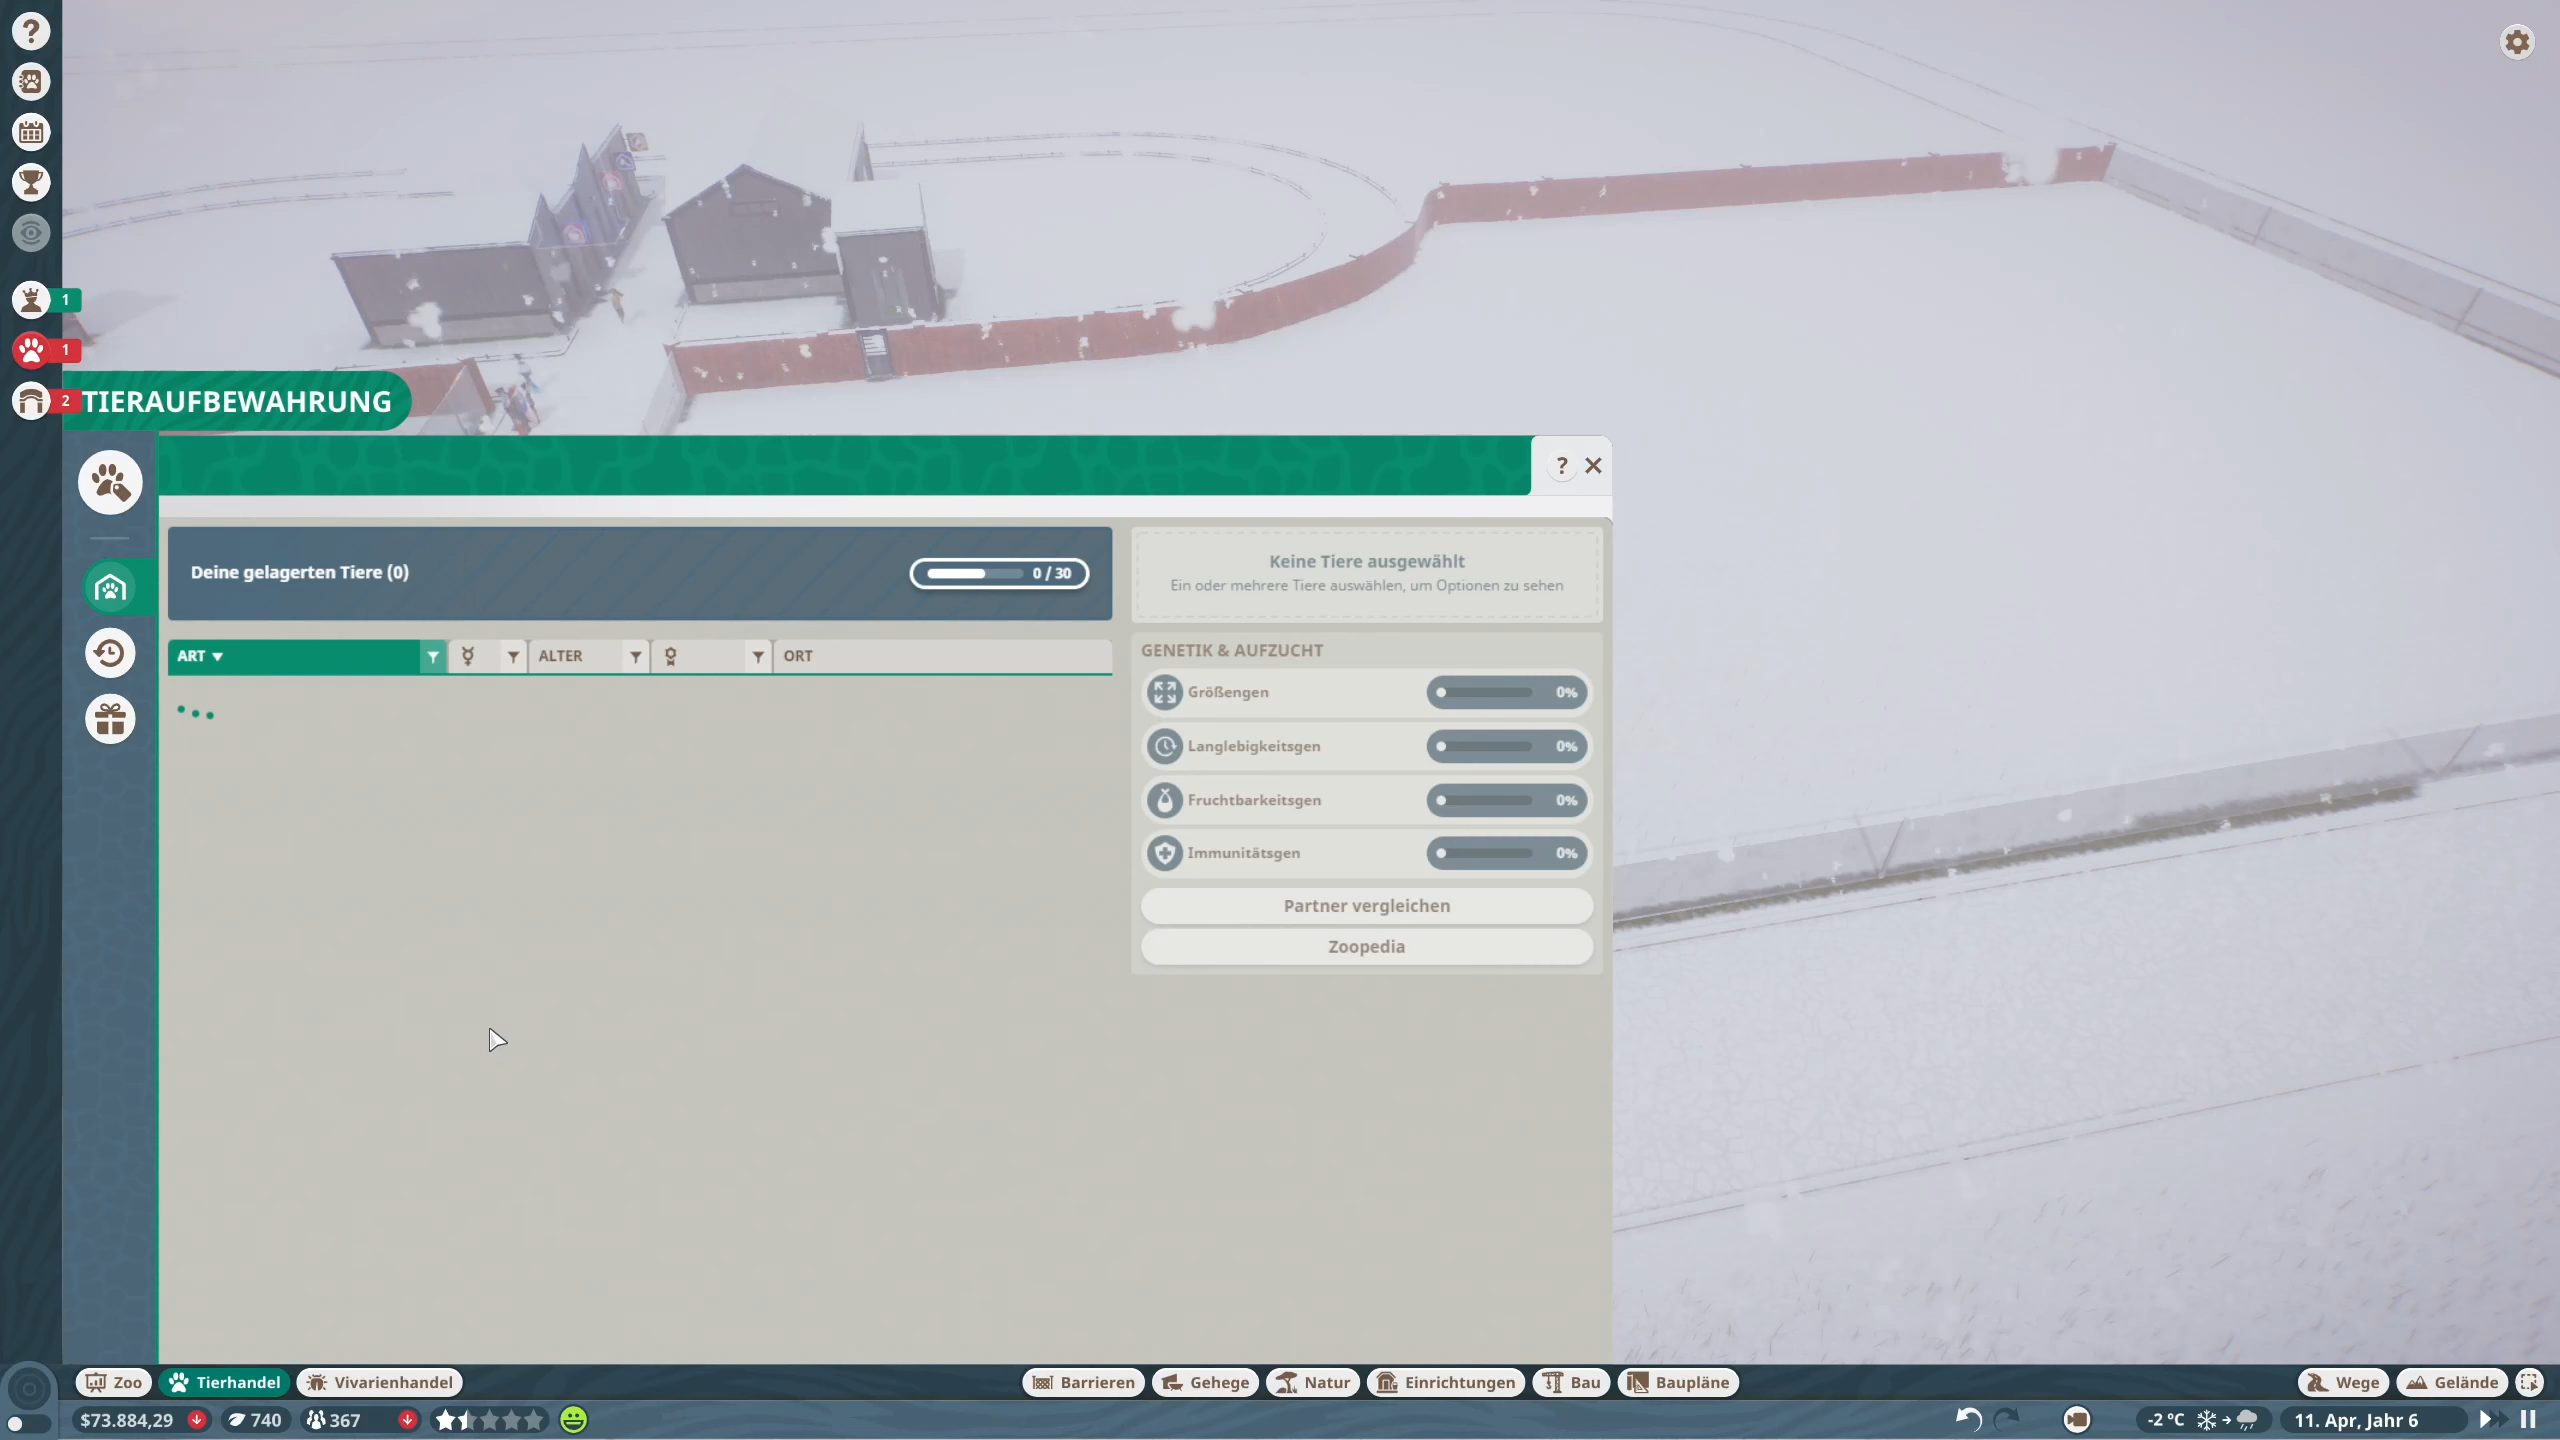 ?
1
1
2
TIERAUFBEWAHRUNG
?
Deine gelagerten Tiere (0)
0 / 30
Keine Tiere ausgewählt
Ein oder mehrere Tiere auswählen, um Optionen zu sehen
ART
ALTER
ORT
GENETIK & AUFZUCHT
Größengen
0%
Langlebigkeitsgen
0%
Fruchtbarkeitsgen
0%
Immunitätsgen
0%
Partner vergleichen
Zoopedia
Zoo
Tierhandel
Vivarienhandel
Barrieren
Gehege
Natur
Einrichtungen
Bau
Baupläne
Wege
Gelände
$73.884,29
740
367
-2 °C
11. Apr, Jahr 6